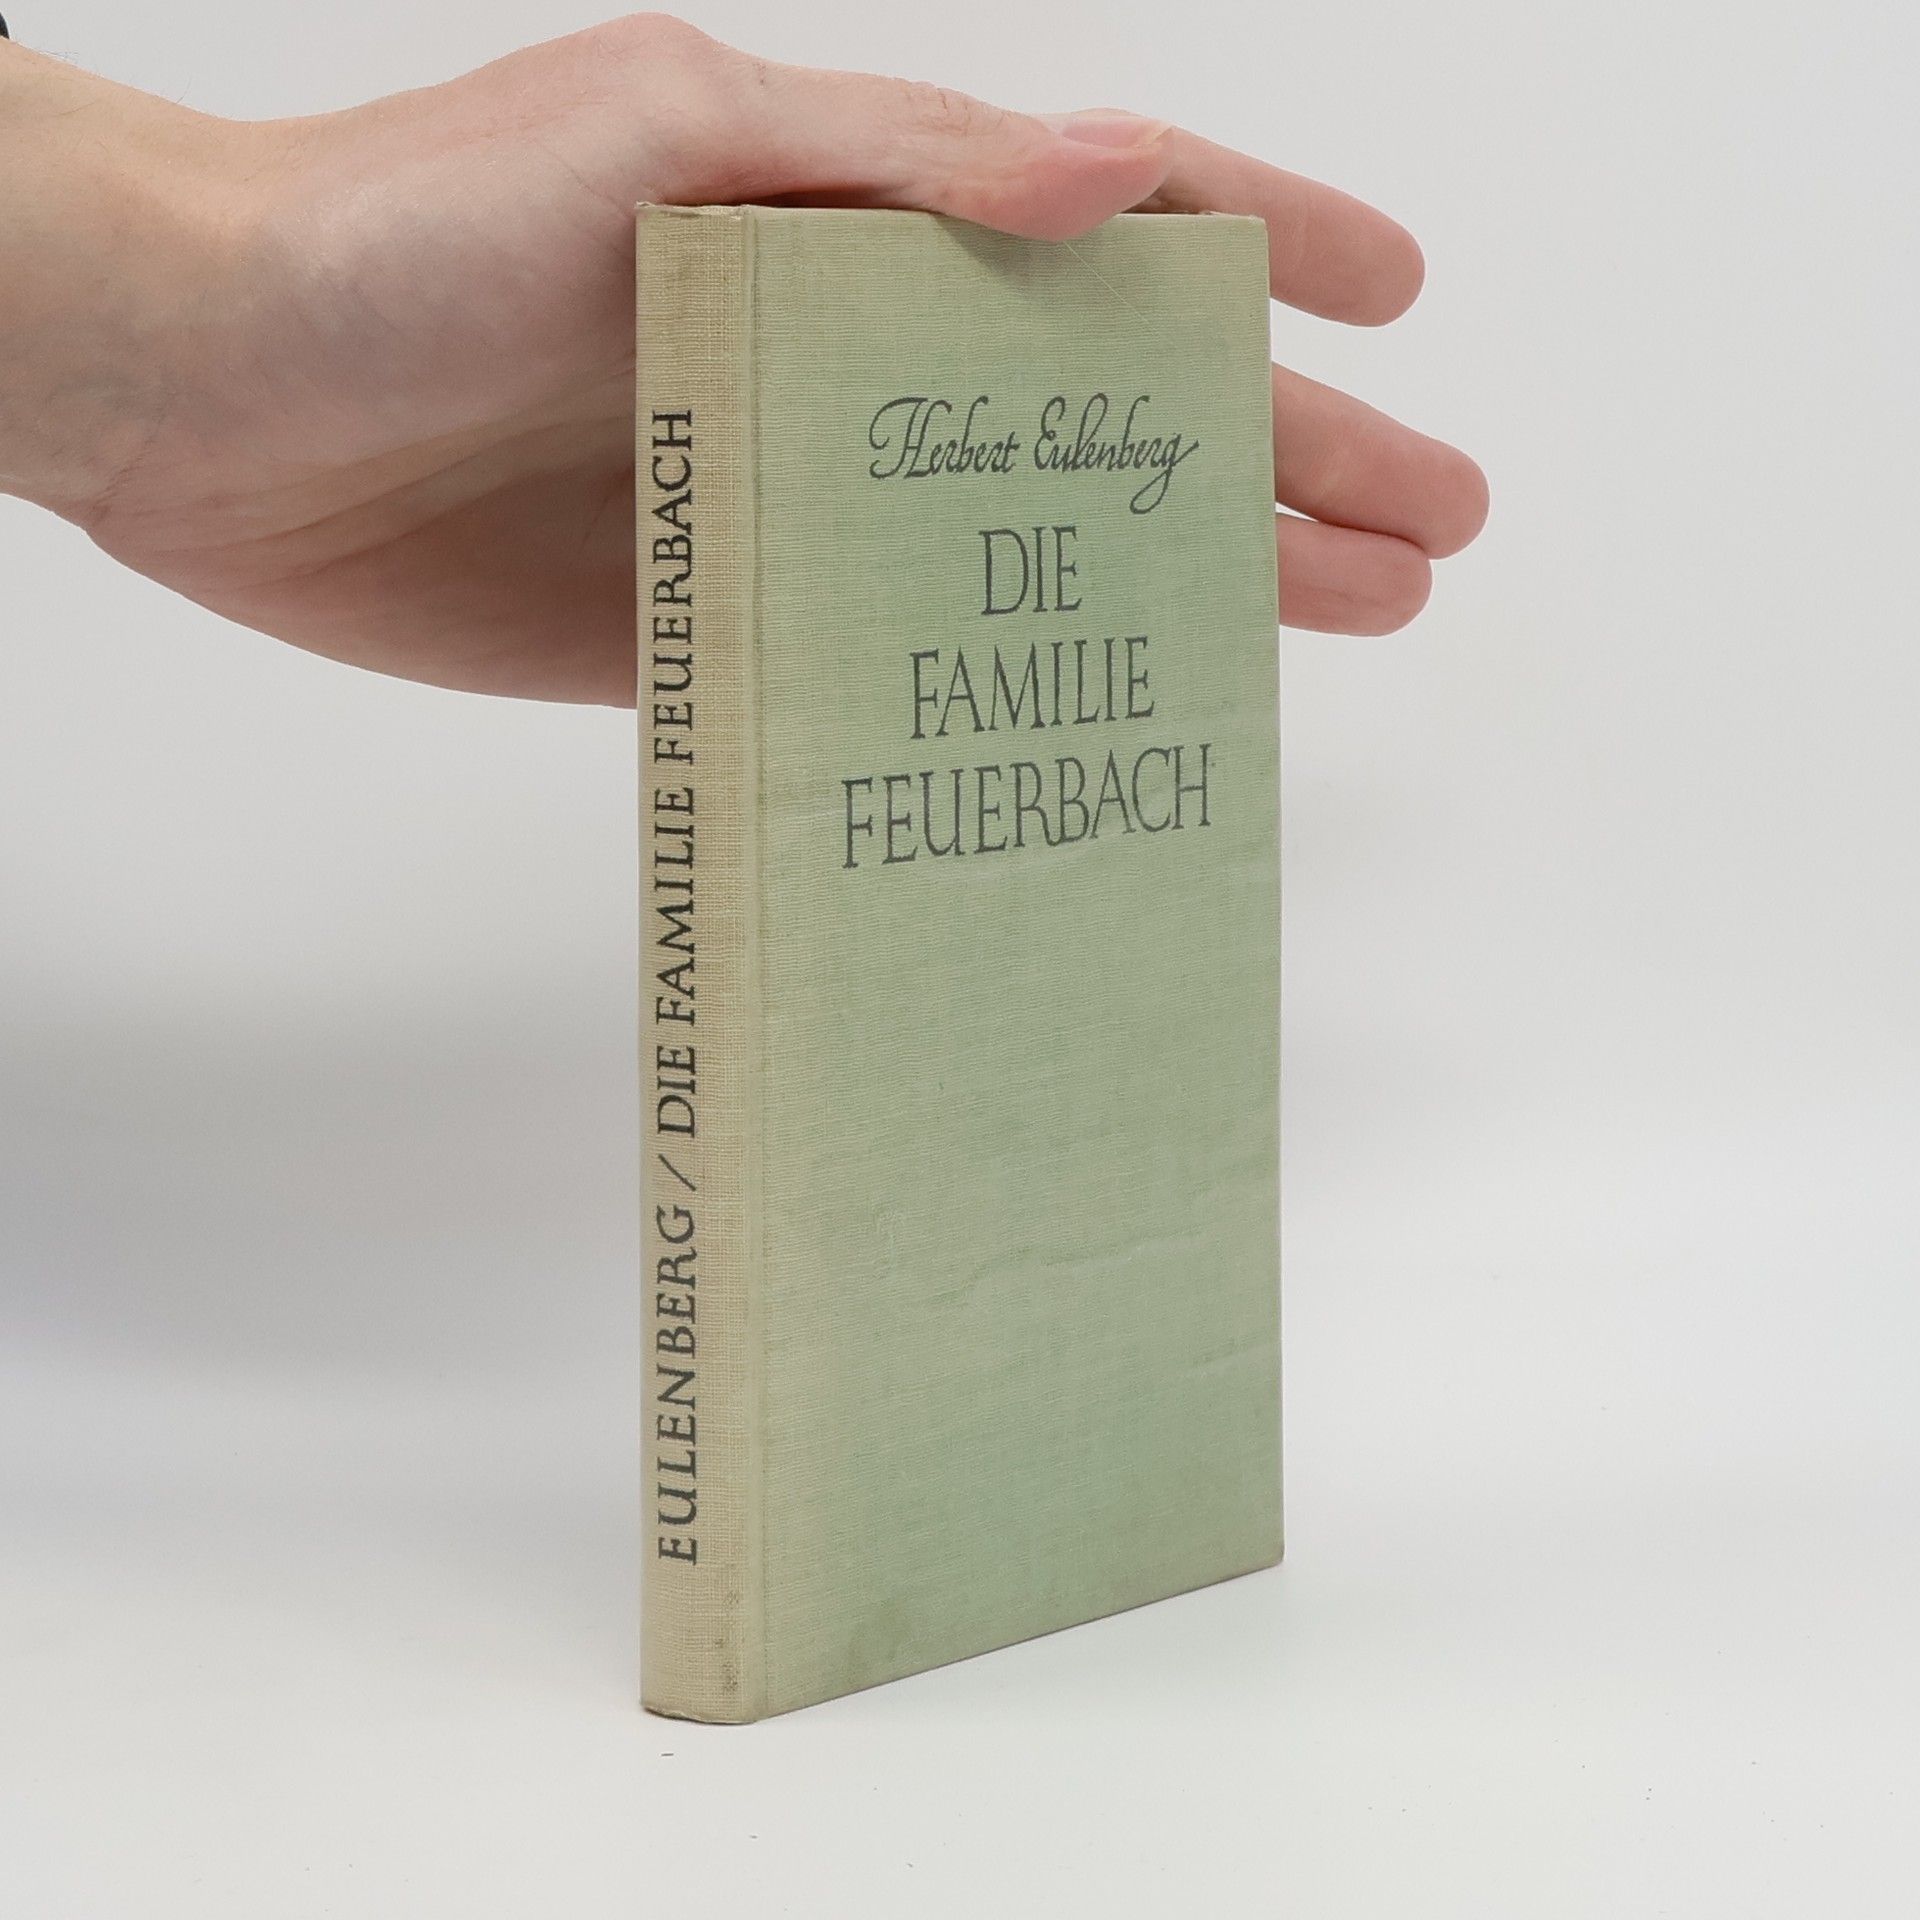 EULENBERG / DIE FAMILIE FEUERBACH
Herbert Eulenberg
DIE
FAMILIE
FEUERBACH